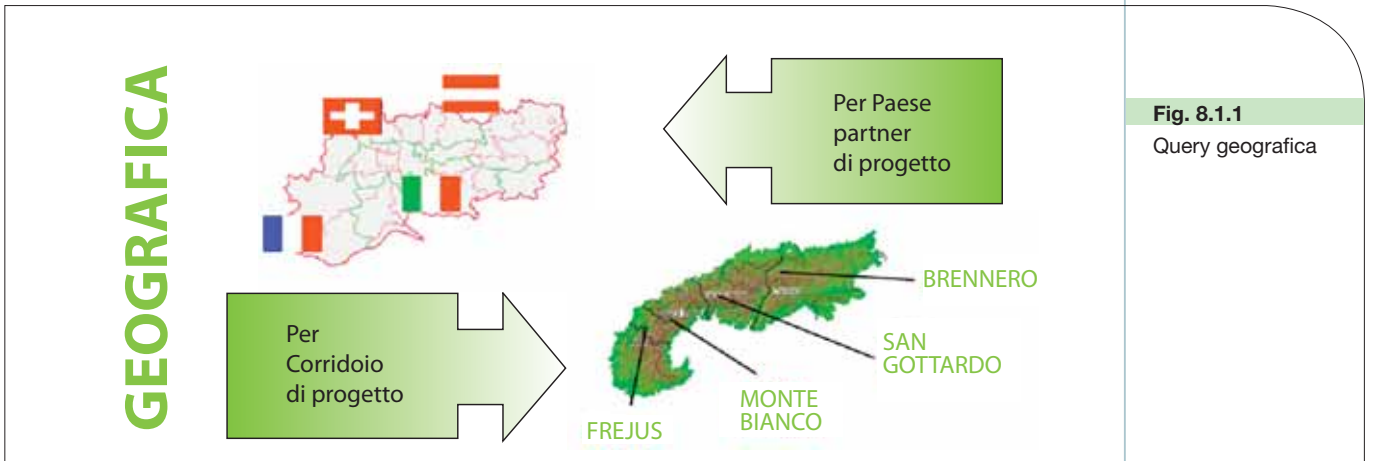 GEOGRAFICA
Per Paese
partner
di progetto
Per
Corridoio
di progetto
BRENNERO
SAN
GOTTARDO
MONTE
BIANCO
FREJUS
Fig. 8.1.1
Query geografica